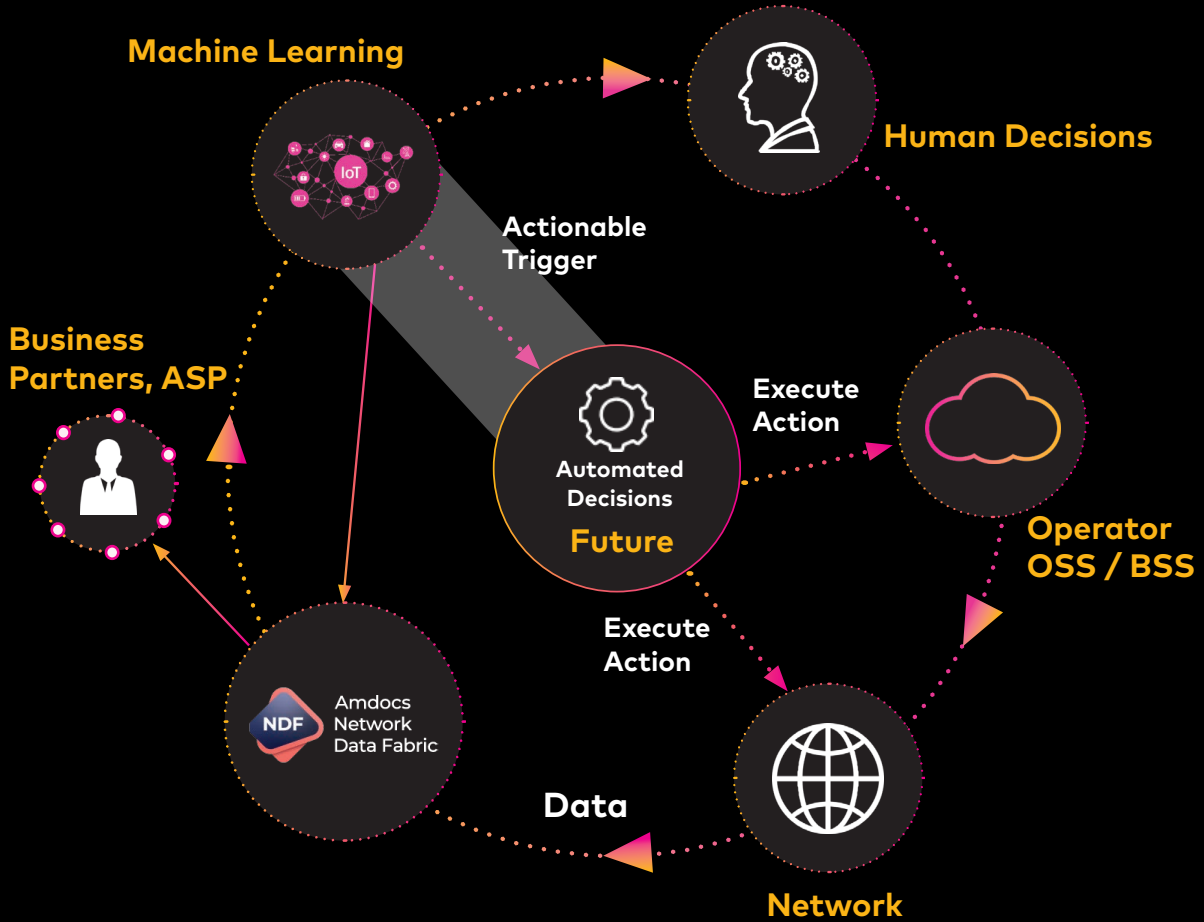 Machine Learning
IoT
Human Decisions
Actionable
Trigger
Business
Partners, ASP
Execute
Action
Automated
Decisions
Future
Operator
OSS / BSS
Execute
Action
NDF
Amdocs
Network
Data Fabric
Data
Network